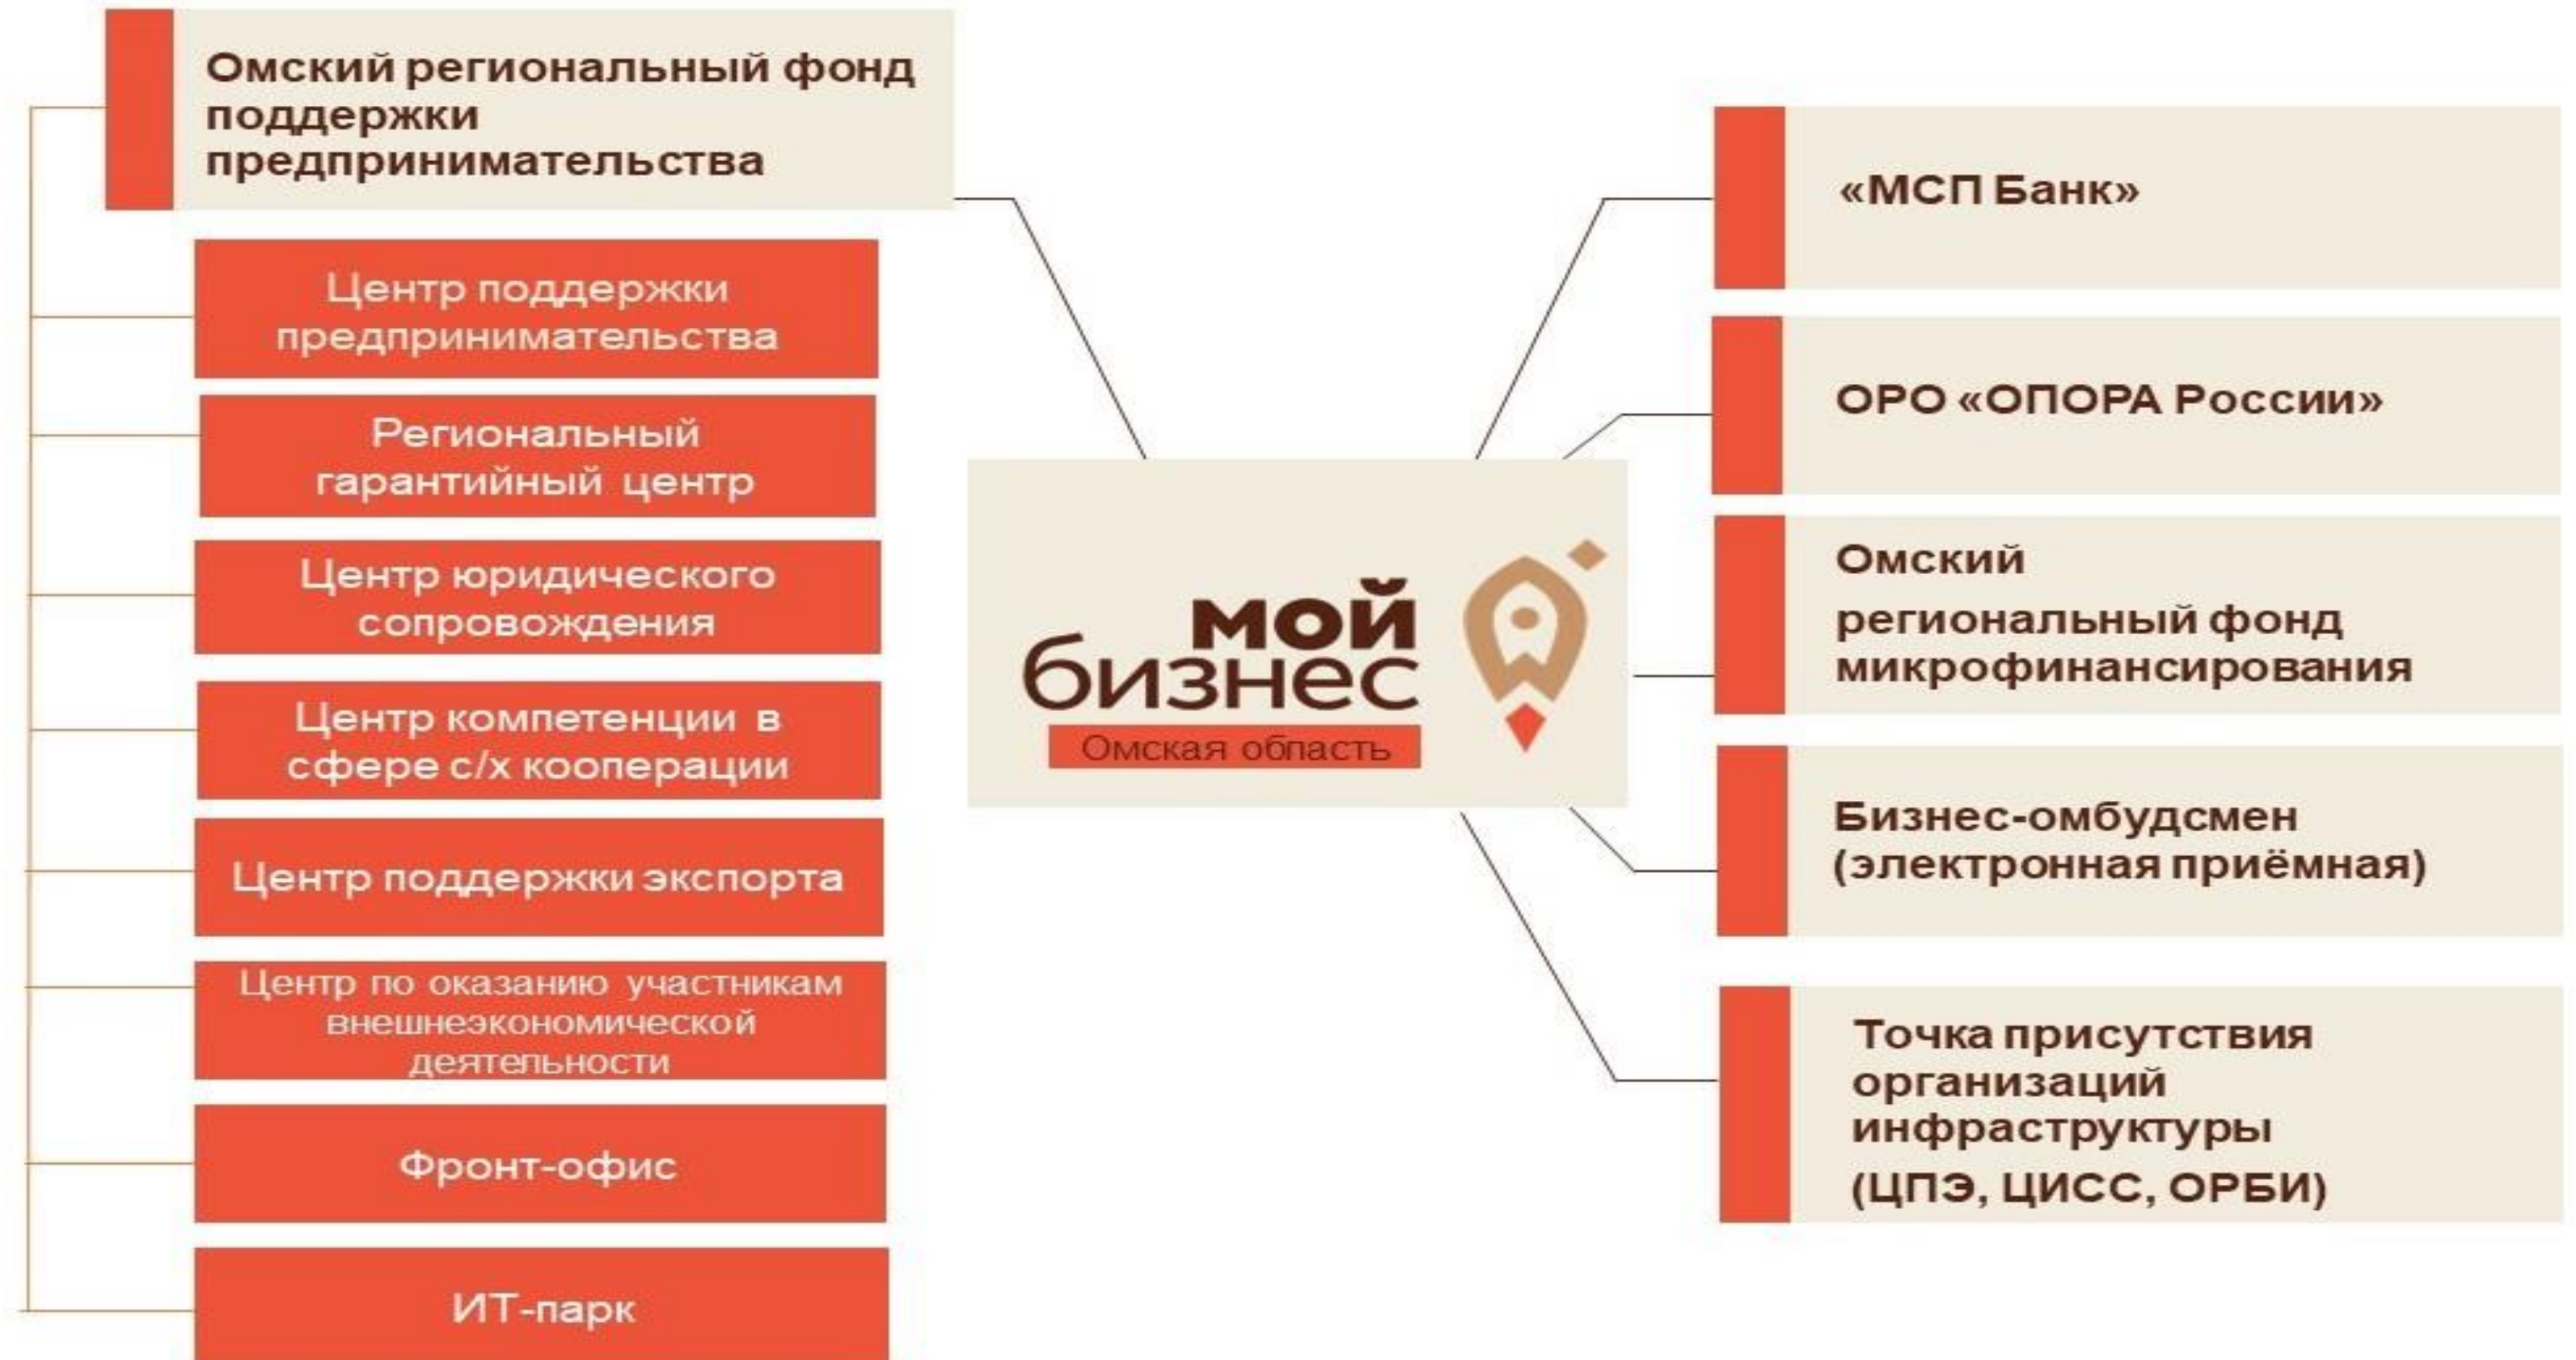 Омский региональный фонд
поддержки
предпринимательства
Центр поддержки
предпринимательства
Региональный
гарантийный центр
Центр юридического
сопровождения
Центр компетенции в
сфере с/х кооперации
Центр поддержки экспорта
Центр по оказанию участникам
внешнеэкономической
деятельности
Фронт-офис
ИТ-парк
мой
бизнес
Омская область
«МСП Банк»
ОРО «ОПОРА России»
Омский
региональный фонд
микрофинансирования
Бизнес-омбудсмен
(электронная приёмная)
Точка присутствия
организаций
инфраструктуры
(ЦПЭ, ЦИСС, ОРБИ)